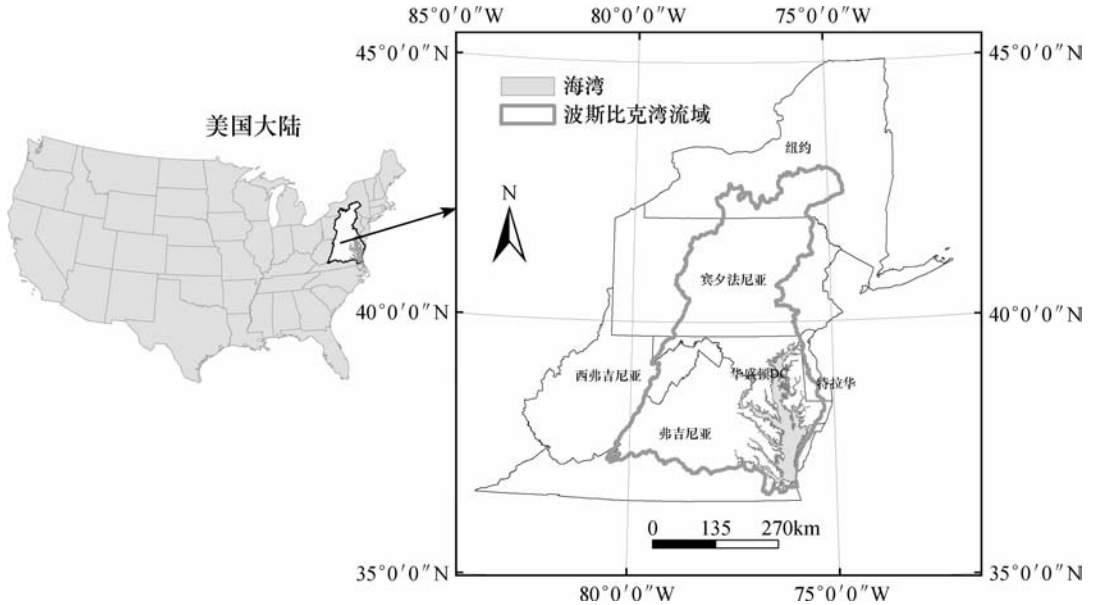 85°0′0″W
80°0′0″W
75°0′0″W
45°0′0″N
45°0′0″N
海湾
波斯比克湾流域
美国大陆
纽约
N
宾夕法尼亚
40°0′0″N
40°0′0″N
西弗吉尼亚
华盛顿DC
特拉华
弗吉尼亚
0 135 270km
35°0′0″N
35°0′0″N
80°0′0″W
75°0′0″W